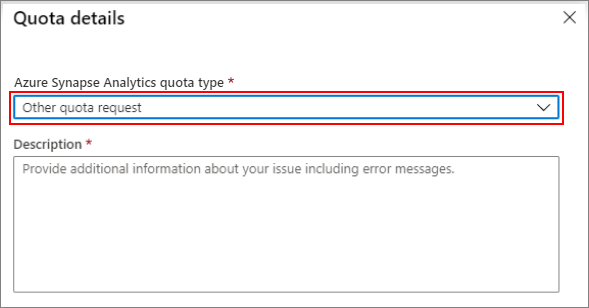 Quota details
Azure Synapse Analytics quota type *
Other quota request
Description *
Provide additional information about your issue including error messages.